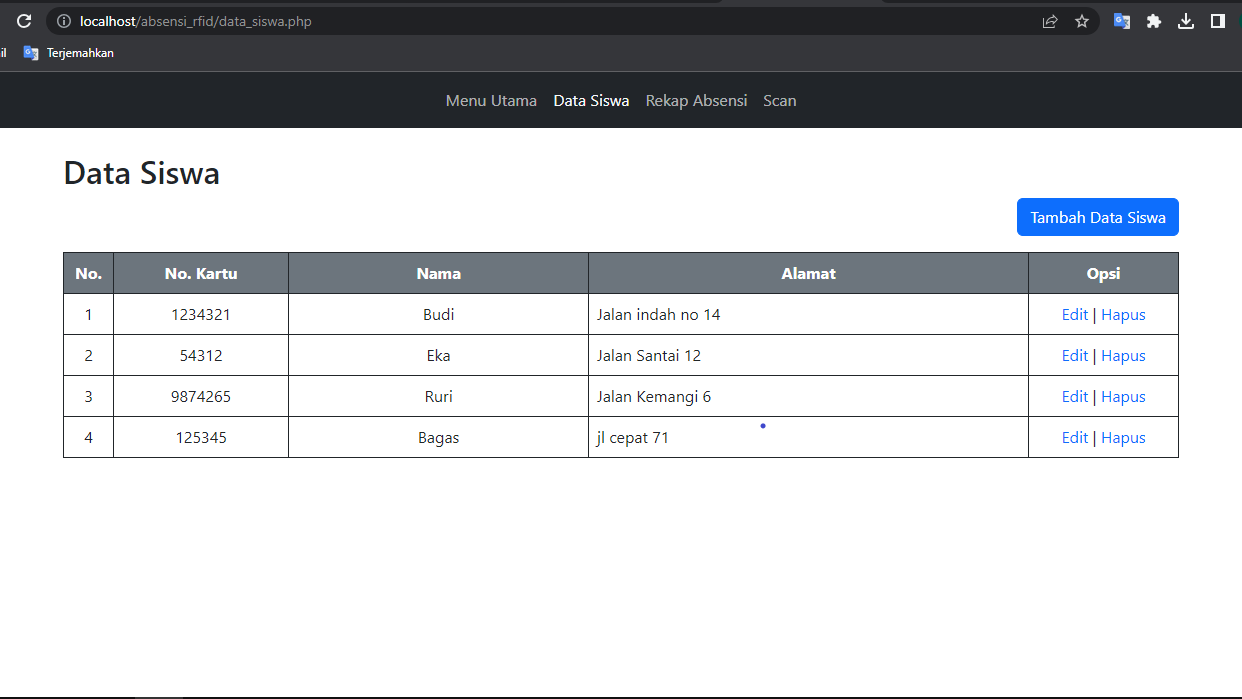 localhost/absensi_rfid/data_siswa.php
il Terjemahkan
Menu Utama Data Siswa Rekap Absensi Scan
Data Siswa
Tambah Data Siswa
No. No. Kartu Nama Alamat Opsi
1 1234321 Budi Jalan indah no 14 Edit | Hapus
2 54312 Eka Jalan Santai 12 Edit | Hapus
3 9874265 Ruri Jalan Kemangi 6 Edit | Hapus
4 125345 Bagas jl cepat 71 Edit | Hapus